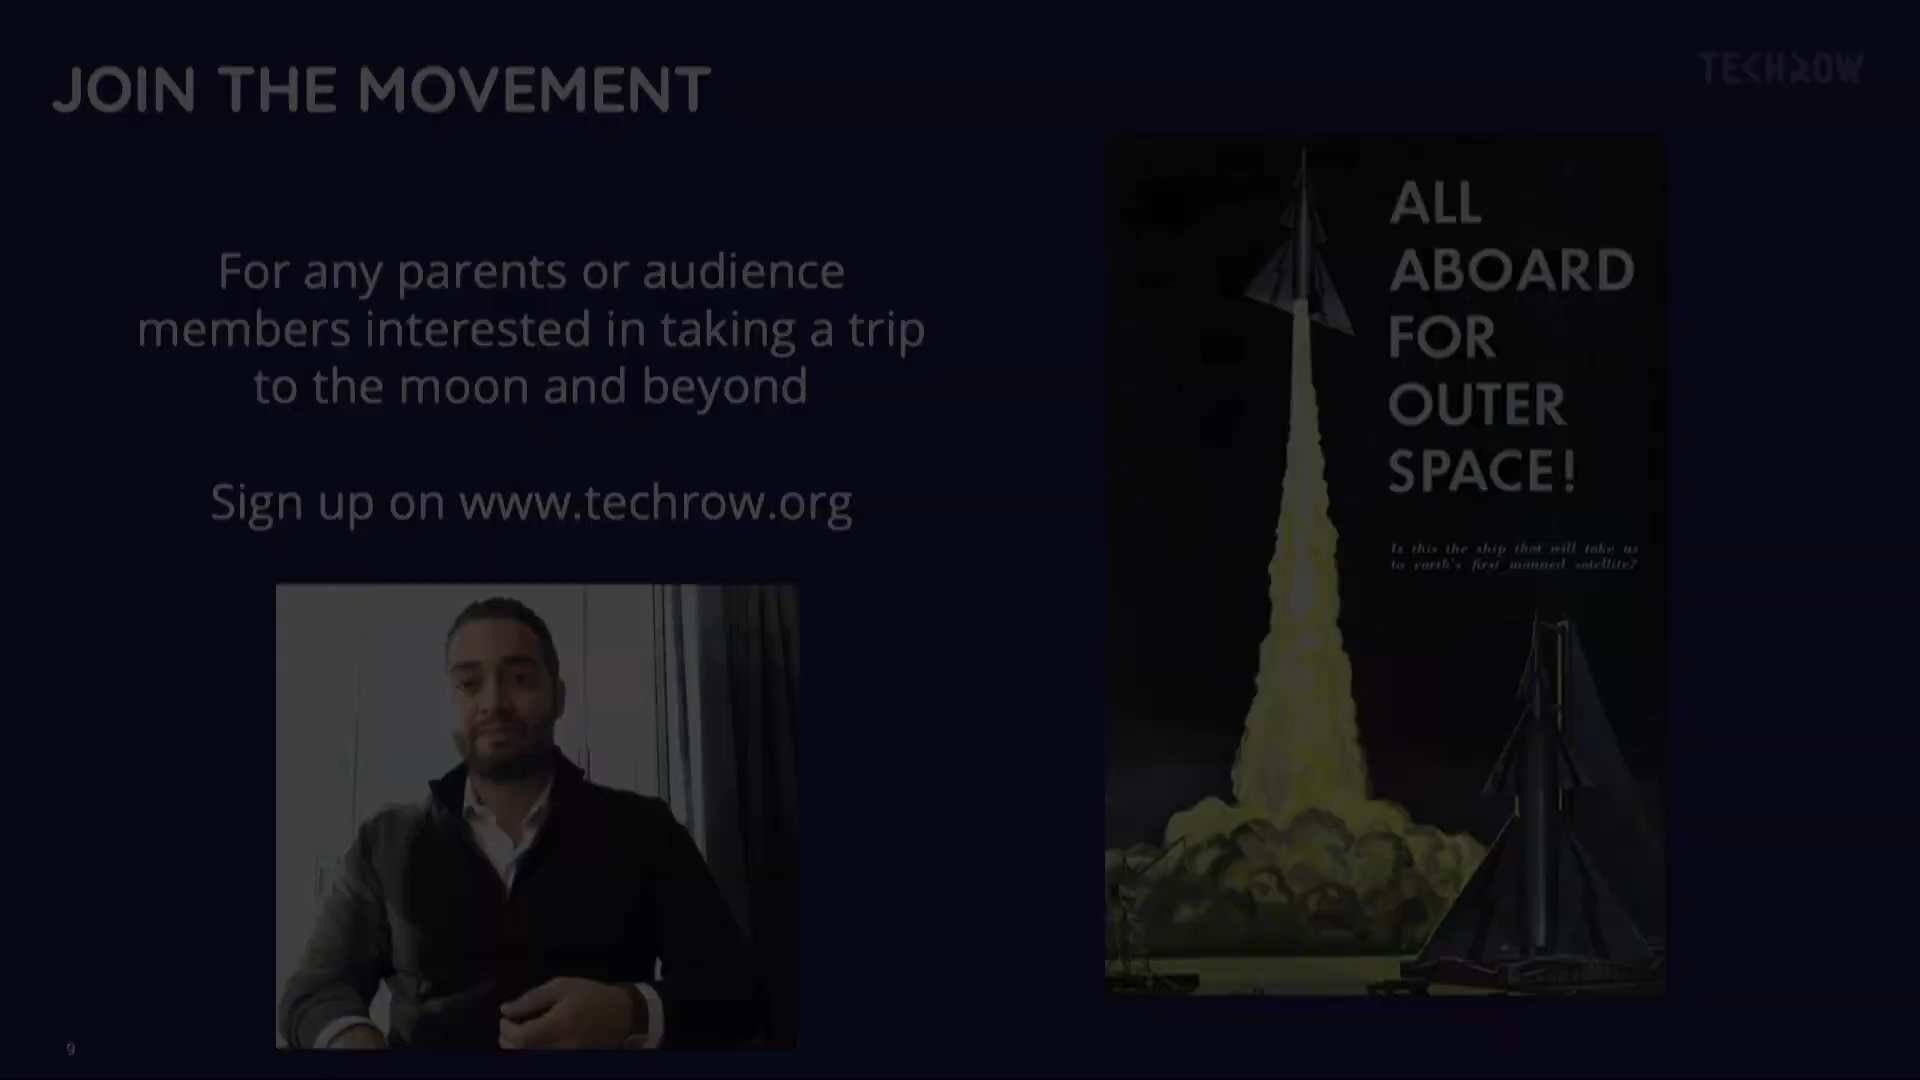 JOIN THE MOVEMENT
TECHROW
For any parents or audience
members interested in taking a trip
to the moon and beyond
Sign up on www.techrow.org
ALL
ABOARD
FOR
OUTER
SPACE!
Is this the ship that will take us
to earth's first manned satellite?
9